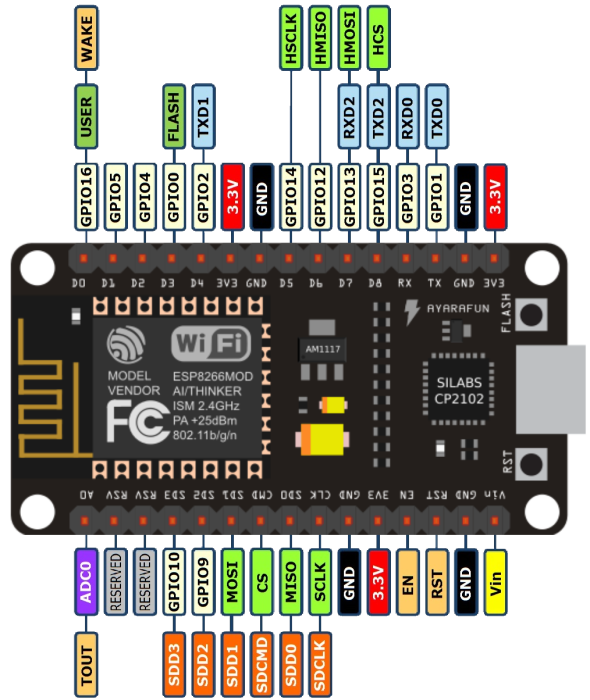 WAKE HSCLK HMISO HMOSI HCS
USER FLASH TXD1 RXD2 TXD2 RXD0 TXD0
GPIO16 GPIO5 GPIO4 GPIO0 GPIO2 3.3V GND GPIO14 GPIO12 GPIO13 GPIO15 GPIO3 GPIO1 GND 3.3V
D0 D1 D2 D3 D4 3V3 GND D5 D6 D7 D8 RX TX GND 3V3
FLASH
AYARAFUN
WiFi
AM1117
MODEL
VENDOR
FC
ESP8266MOD
AI/THINKER
ISM 2.4GHz
PA +25dBm
802.11b/g/n
SILABS
CP2102
RST
A0 RSV RSV SD3 SD2 SD1 CMD SD0 CLK GND 3V3 EN RST GND Vin
ADC0 RESERVED RESERVED GPIO10 GPIO9 MOSI CS MISO SCLK GND 3.3V EN RST GND Vin
TOUT SDD3 SDD2 SDD1 SDCMD SDD0 SDCLK